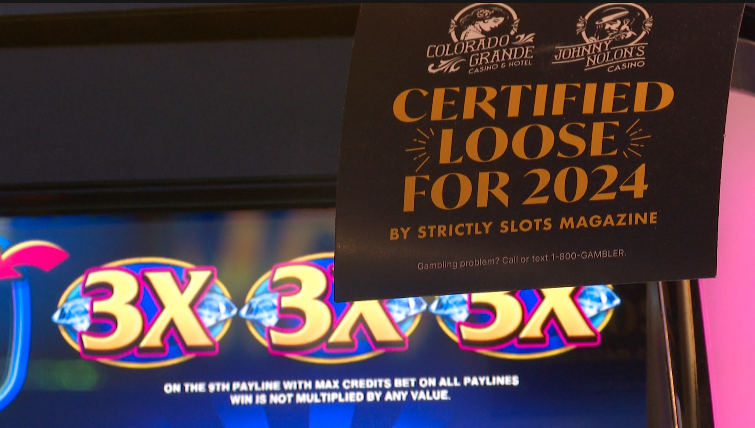 COLORADO
GRANDE
CASINO & HOTEL
JOHNNY
NOLON'S
CASINO
CERTIFIED
LOOSE
FOR 2024
BY STRICTLY SLOTS MAGAZINE
Gambling problem? Call or text 1-800-GAMBLER.
3X 3X 3X
ON THE 9TH PAYLINE WITH MAX CREDITS BET ON ALL PAYLINES
WIN IS NOT MULTIPLIED BY ANY VALUE.